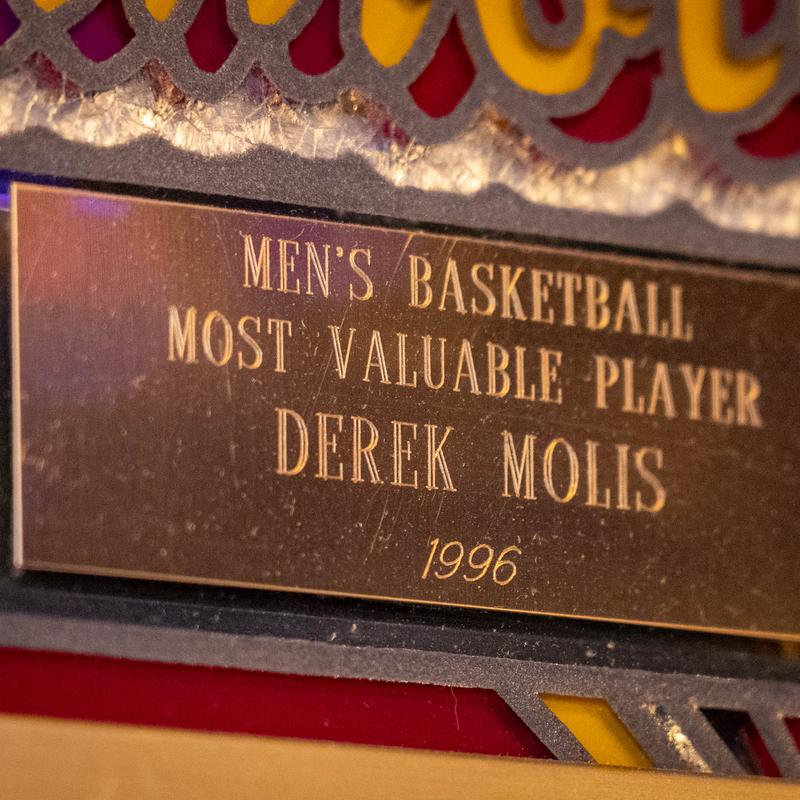 MEN'S BASKETBALL
MOST VALUABLE PLAYER
DEREK MOLIS
1996